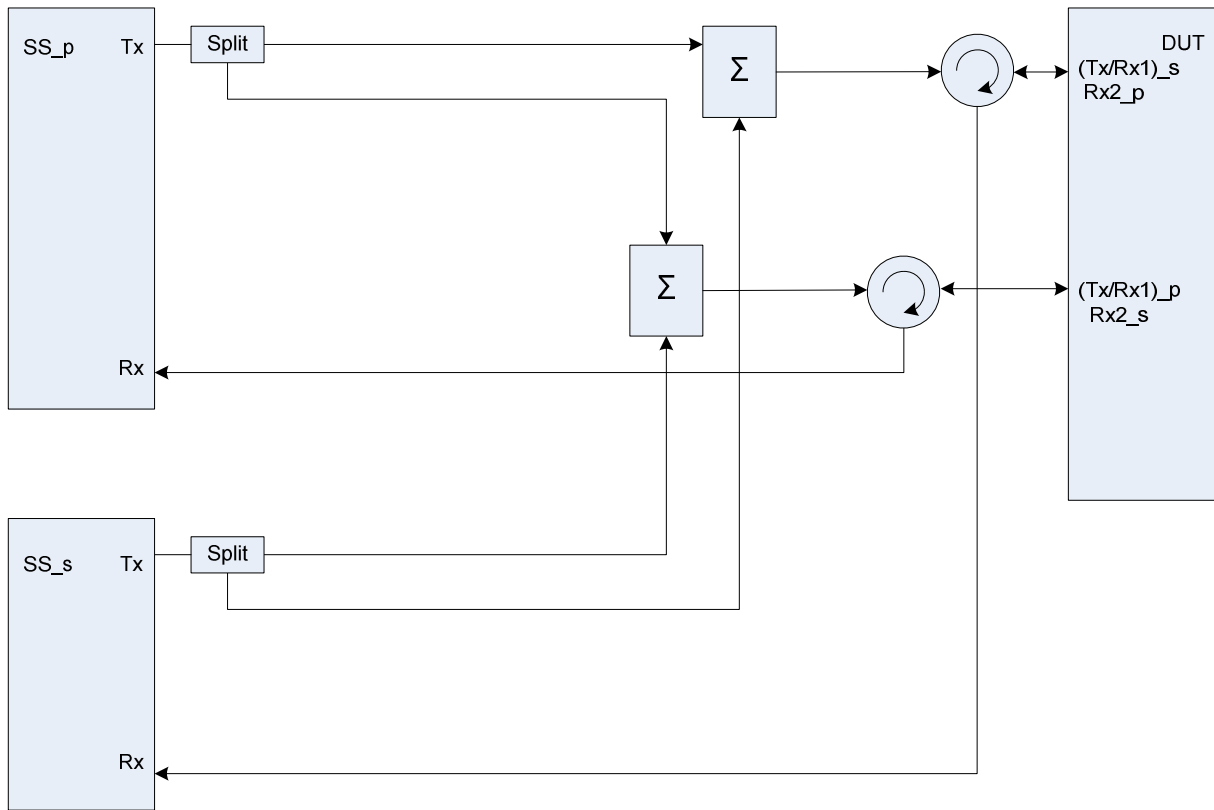 SS_p
Tx
Split
Σ
DUT
(Tx/Rx1)_s
Rx2_p
Σ
(Tx/Rx1)_p
Rx2_s
Rx
SS_s
Tx
Split
Rx